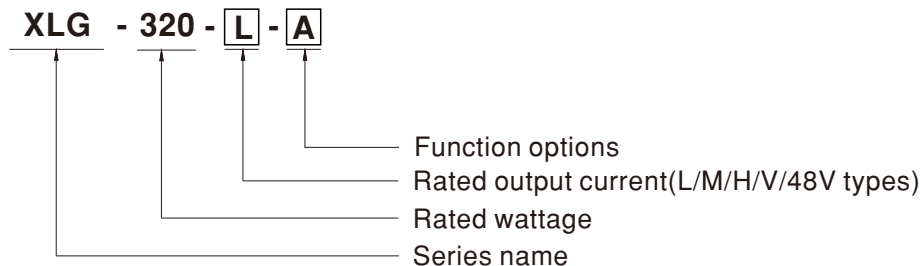 XLG - 320 - L - A
Function options
Rated output current(L/M/H/V/48V types)
Rated wattage
Series name